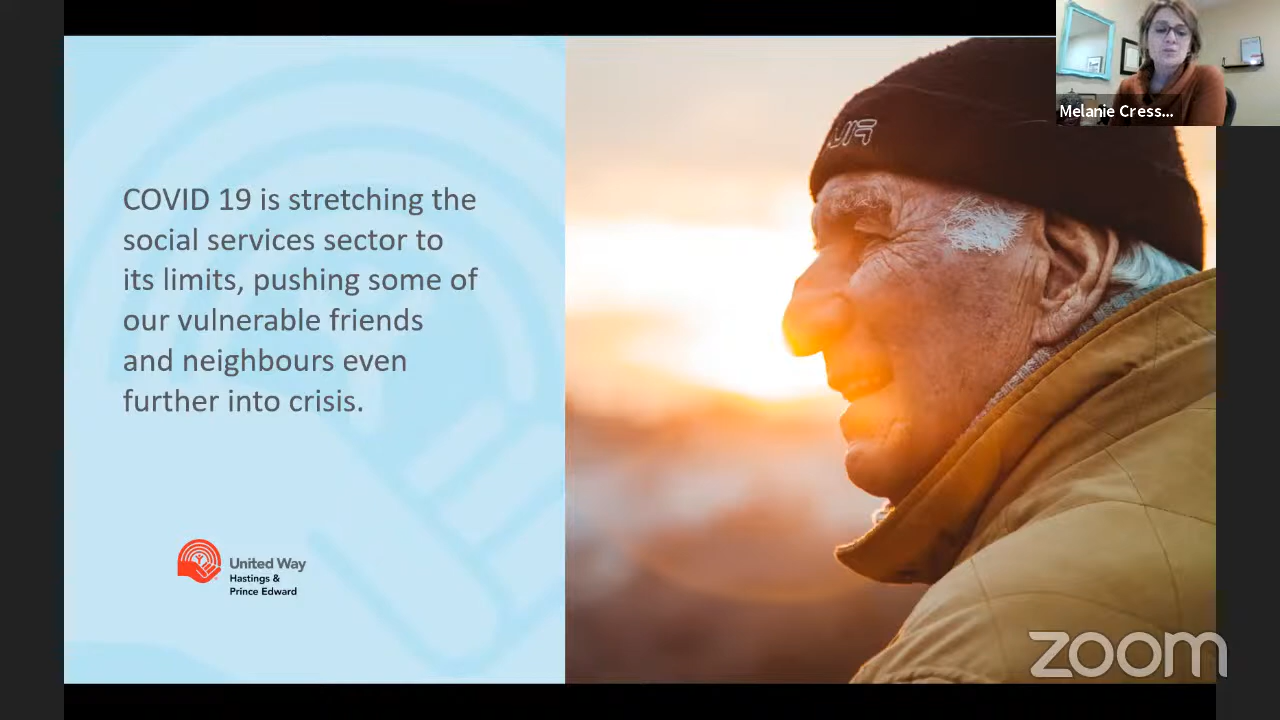 COVID 19 is stretching the
social services sector to
its limits, pushing some of
our vulnerable friends
and neighbours even
further into crisis.
United Way
Hastings &
Prince Edward
Melanie Cress...
zoom